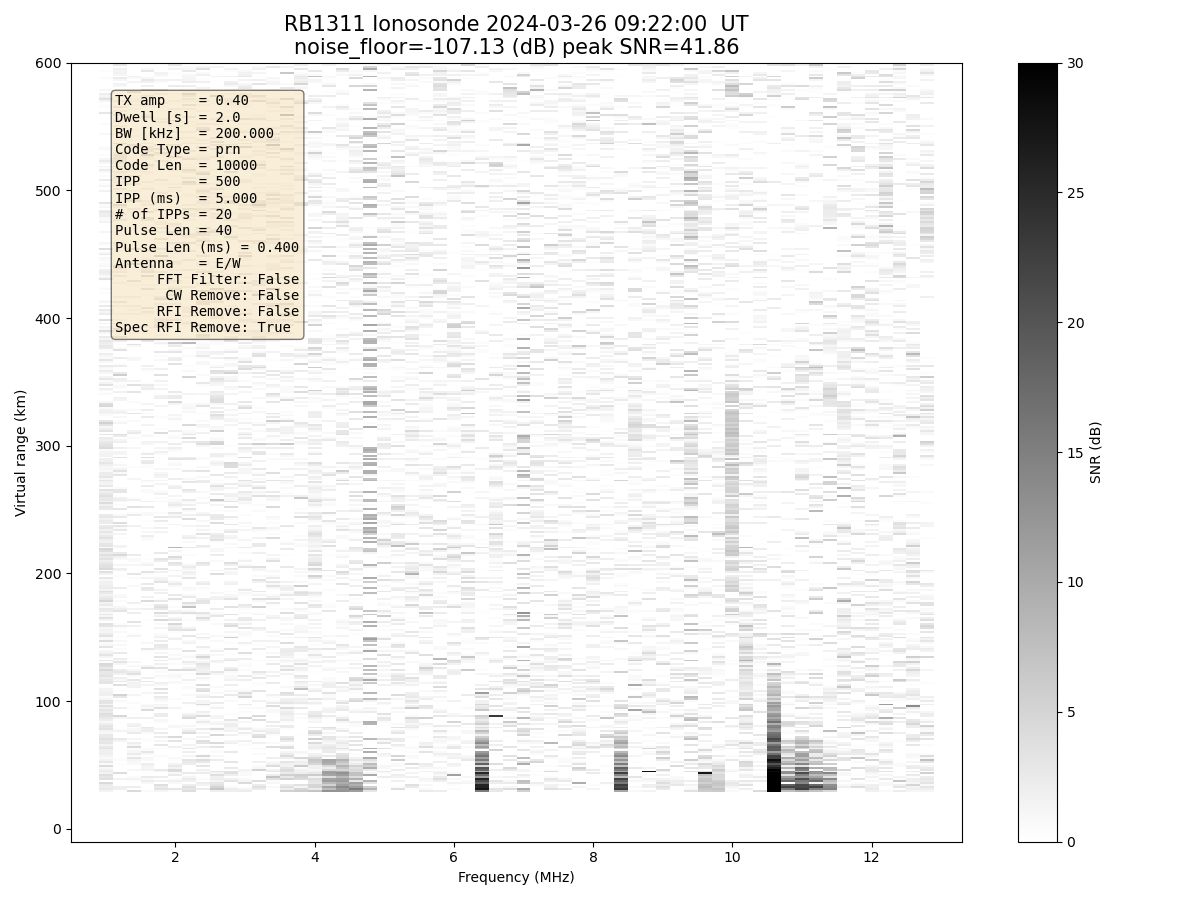 RB1311 Ionosonde 2024-03-26 09:22:00  UT
noise_floor=-107.13 (dB) peak SNR=41.86
TX amp    = 0.40
Dwell [s] = 2.0
BW [kHz]  = 200.000
Code Type = prn
Code Len  = 10000
IPP       = 500
IPP (ms)  = 5.000
# of IPPs = 20
Pulse Len = 40
Pulse Len (ms) = 0.400
Antenna   = E/W
FFT Filter: False
CW Remove: False
RFI Remove: False
Spec RFI Remove: True
Virtual range (km)
600
500
400
300
200
100
0
2 4 6 8 10 12
Frequency (MHz)
30
25
20
15
10
5
0
SNR (dB)